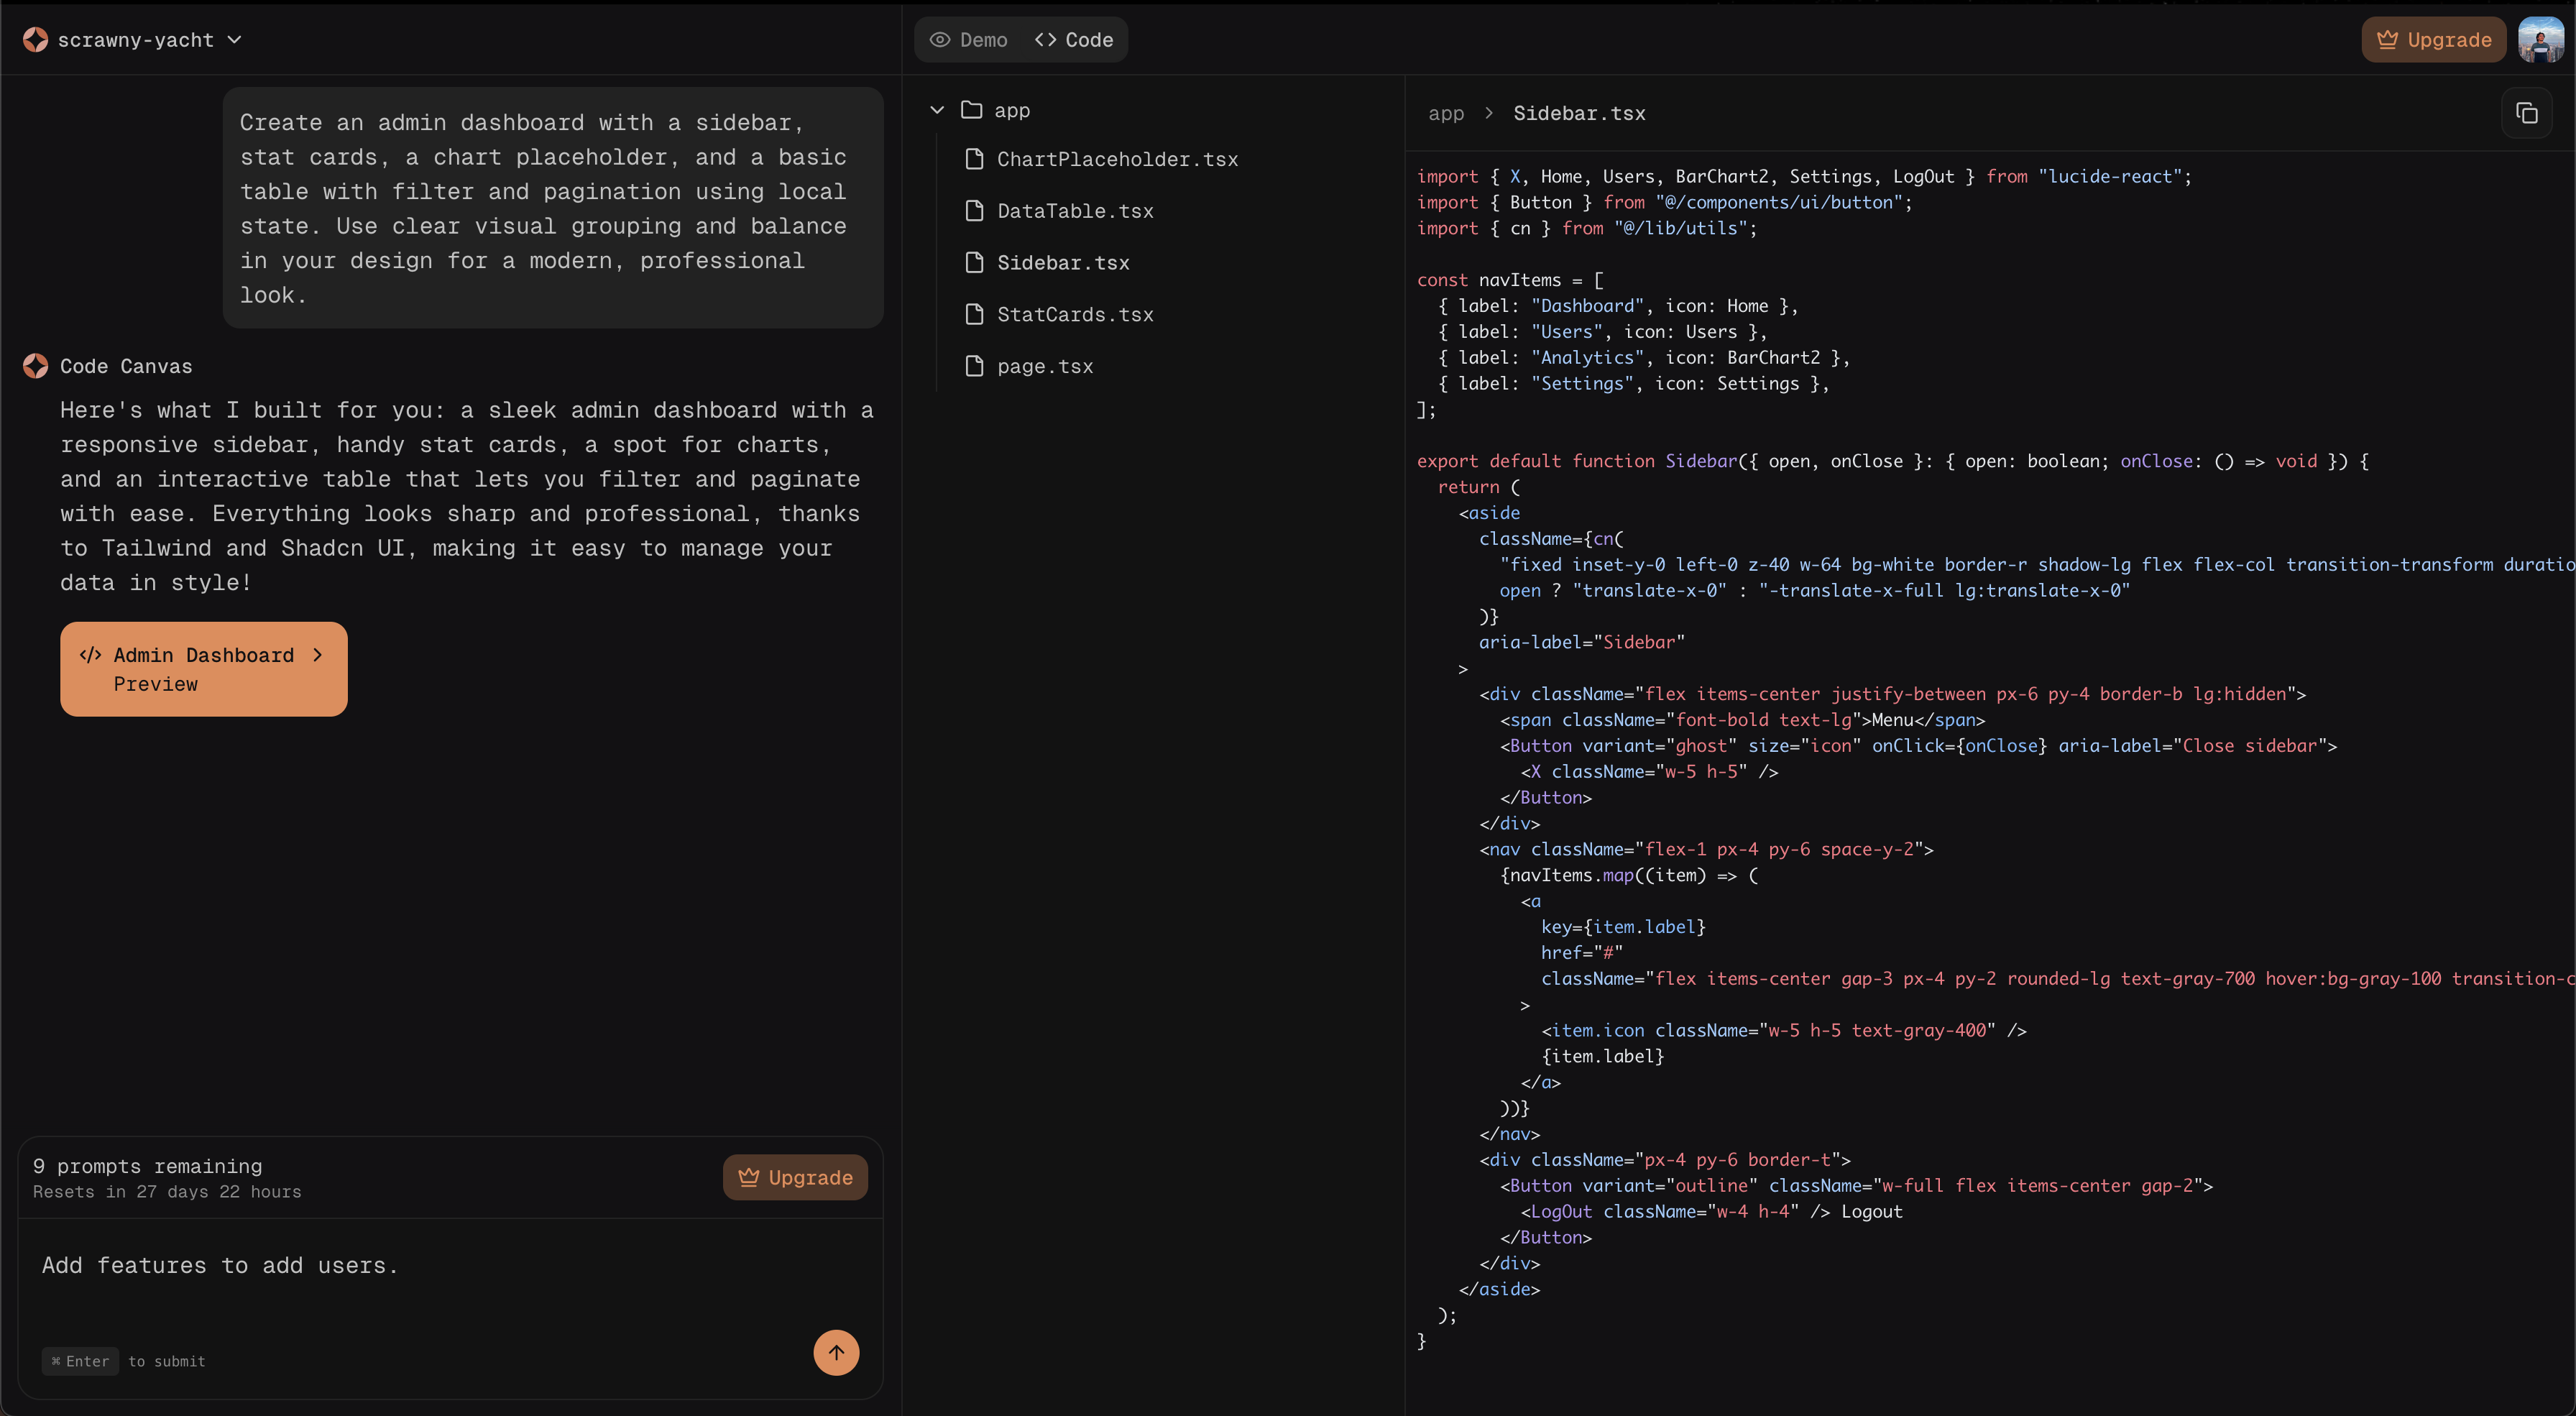 scrawny-yacht
Demo
Code
Upgrade
Create an admin dashboard with a sidebar,
stat cards, a chart placeholder, and a basic
table with filter and pagination using local
state. Use clear visual grouping and balance
in your design for a modern, professional
look.
Code Canvas
Here's what I built for you: a sleek admin dashboard with a
responsive sidebar, handy stat cards, a spot for charts,
and an interactive table that lets you filter and paginate
with ease. Everything looks sharp and professional, thanks
to Tailwind and Shadcn UI, making it easy to manage your
data in style!
Admin Dashboard
Preview
9 prompts remaining
Resets in 27 days 22 hours
Upgrade
Add features to add users.
⌘ Enter to submit
app
ChartPlaceholder.tsx
DataTable.tsx
Sidebar.tsx
StatCards.tsx
page.tsx
app > Sidebar.tsx
import { X, Home, Users, BarChart2, Settings, LogOut } from "lucide-react";
import { Button } from "@/components/ui/button";
import { cn } from "@/lib/utils";
const navItems = [
  { label: "Dashboard", icon: Home },
  { label: "Users", icon: Users },
  { label: "Analytics", icon: BarChart2 },
  { label: "Settings", icon: Settings },
];
export default function Sidebar({ open, onClose }: { open: boolean; onClose: () => void }) {
  return (
    <aside
      className={cn(
        "fixed inset-y-0 left-0 z-40 w-64 bg-white border-r shadow-lg flex flex-col transition-transform duratio
        open ? "translate-x-0" : "-translate-x-full lg:translate-x-0"
      )}
      aria-label="Sidebar"
    >
      <div className="flex items-center justify-between px-6 py-4 border-b lg:hidden">
        <span className="font-bold text-lg">Menu</span>
        <Button variant="ghost" size="icon" onClick={onClose} aria-label="Close sidebar">
          <X className="w-5 h-5" />
        </Button>
      </div>
      <nav className="flex-1 px-4 py-6 space-y-2">
        {navItems.map((item) => (
          <a
            key={item.label}
            href="#"
            className="flex items-center gap-3 px-4 py-2 rounded-lg text-gray-700 hover:bg-gray-100 transition-c
          >
            <item.icon className="w-5 h-5 text-gray-400" />
            {item.label}
          </a>
        ))}
      </nav>
      <div className="px-4 py-6 border-t">
        <Button variant="outline" className="w-full flex items-center gap-2">
          <LogOut className="w-4 h-4" /> Logout
        </Button>
      </div>
    </aside>
  );
}